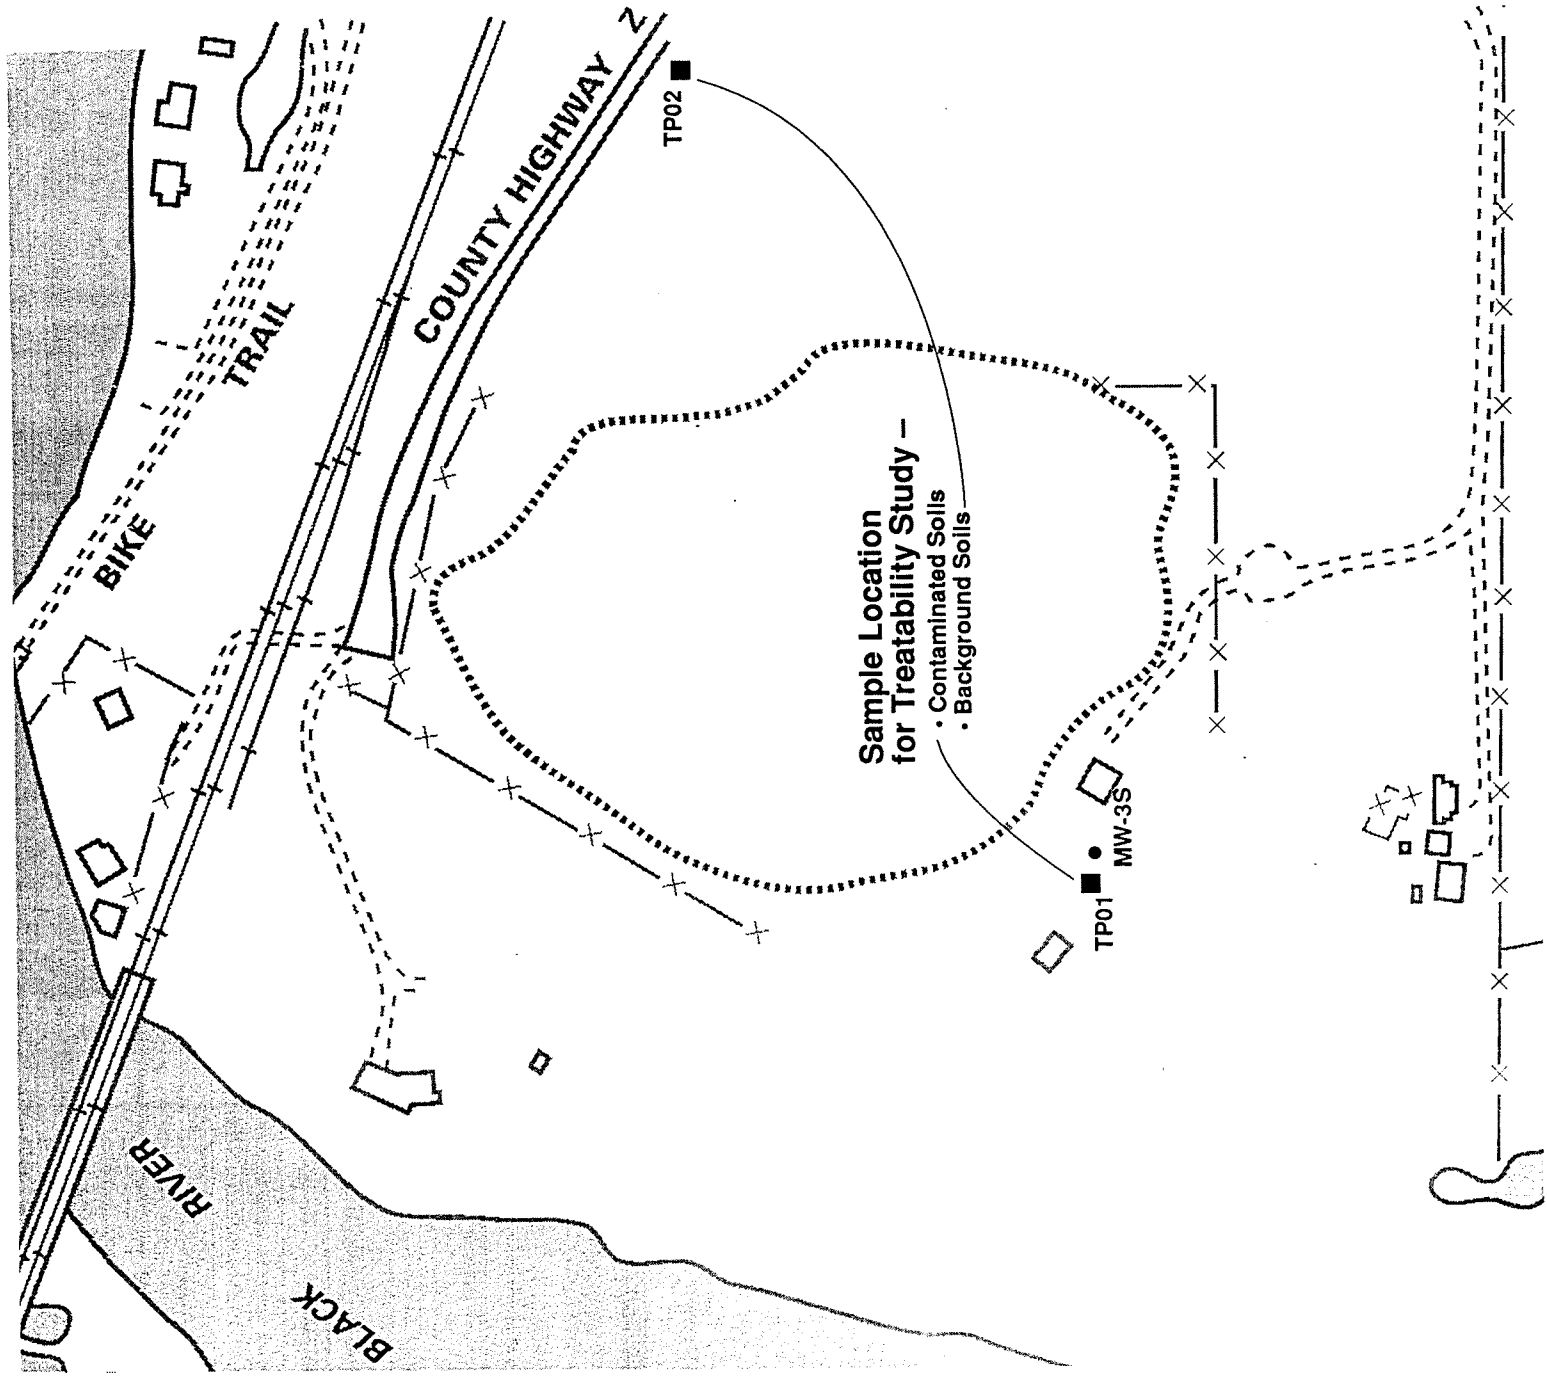 COUNTY HIGHWAY Z
TP02
BIKE TRAIL
Sample Location
for Treatability Study –
• Contaminated Soils
• Background Soils
MW-3S
TP01
BLACK RIVER